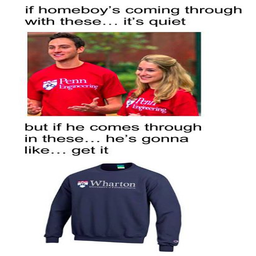 if homeboy's coming through
with these... it's quiet
Penn
Engineering
Penn
Engineering
but if he comes through
in these... he's gonna
like... get it
Wharton